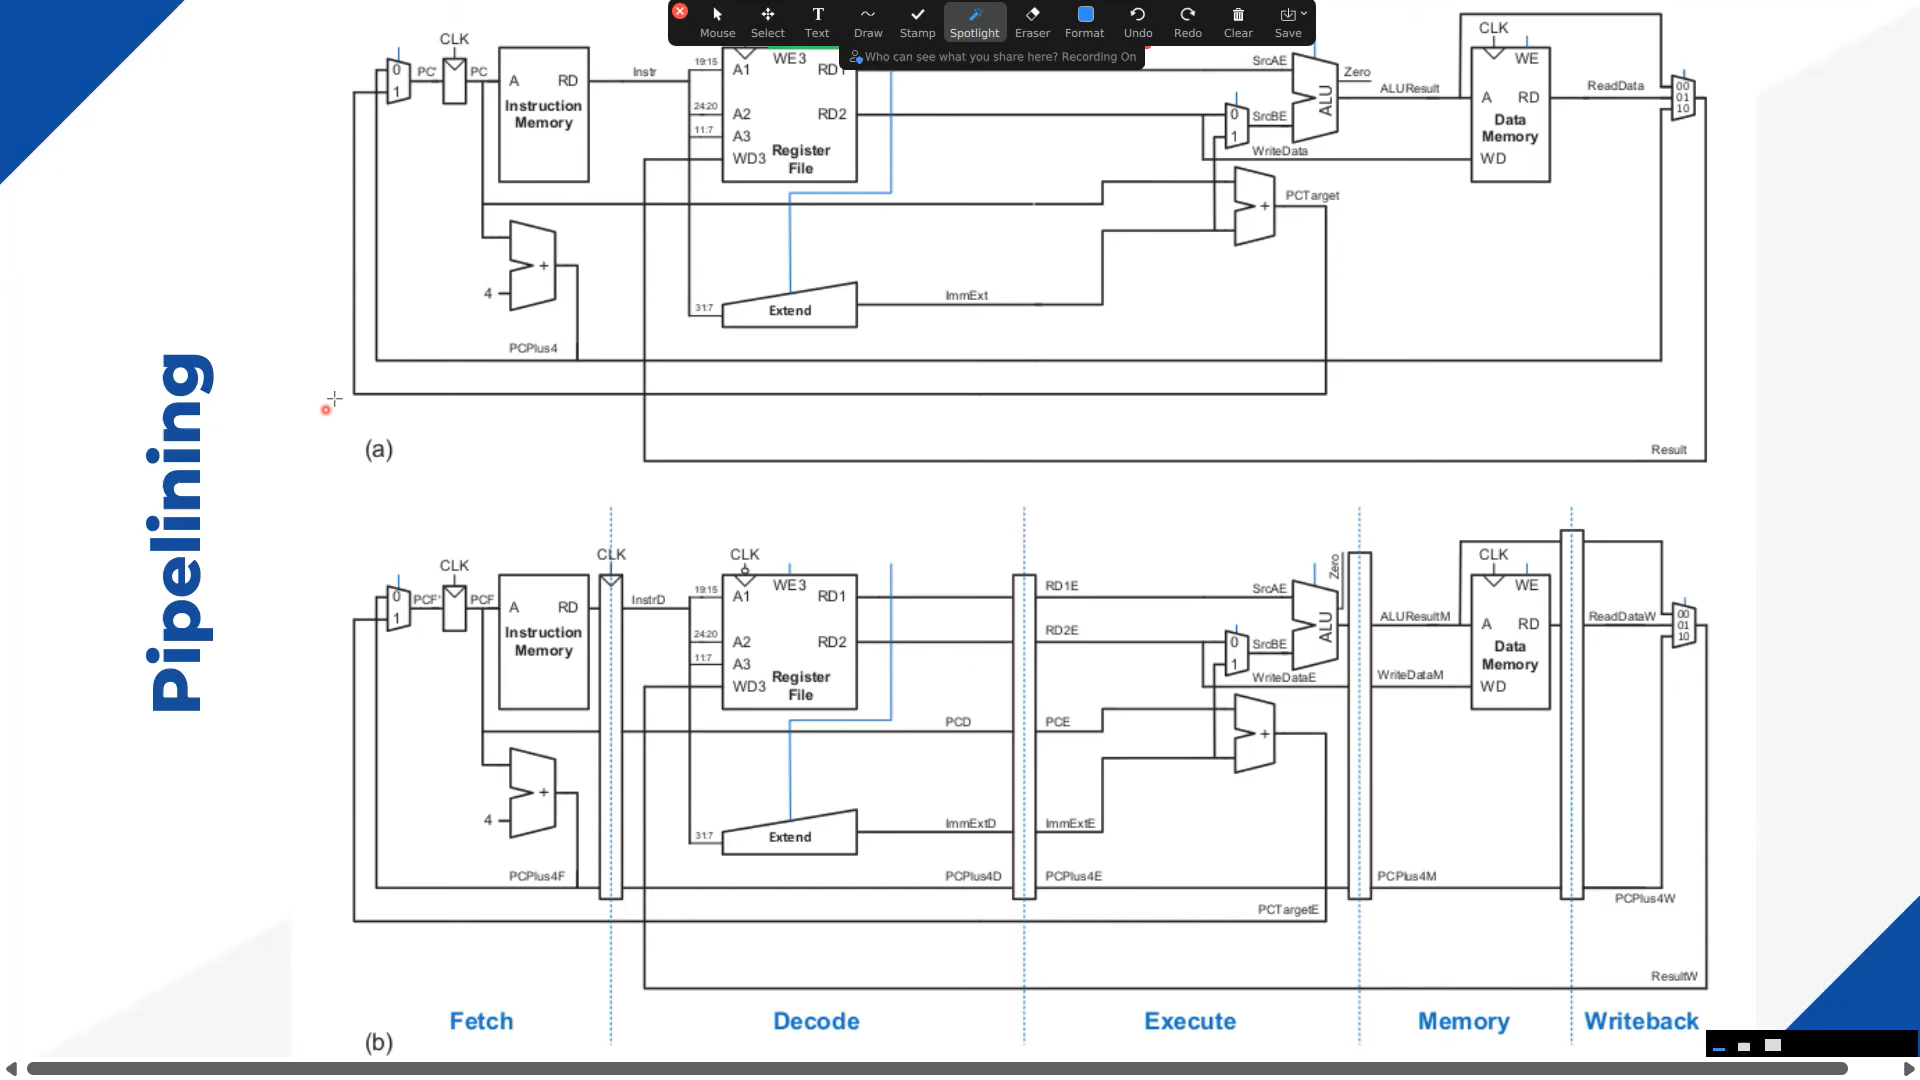 Mouse Select Text Draw Stamp Spotlight Eraser Format Undo Redo Clear Save
Who can see what you share here? Recording On
Pipelining
CLK
0
1
PC'
PC
A RD
Instruction
Memory
Instr
19:15
24:20
11:7
31:7
A1
A2
A3
WD3
WE3
RD1
RD2
Register
File
Extend
ImmExt
4
+
PCPlus4
0
1
SrcAE
SrcBE
ALU
Zero
WriteData
+
PCTarget
ALUResult
CLK
WE
A RD
Data
Memory
WD
ReadData
00
01
10
Result
(a)
CLK
0
1
PCF'
PCF
A RD
Instruction
Memory
CLK
InstrD
19:15
24:20
11:7
31:7
CLK
A1
A2
A3
WD3
WE3
RD1
RD2
Register
File
Extend
4
+
PCPlus4F
PCD
ImmExtD
PCPlus4D
RD1E
RD2E
PCE
ImmExtE
PCPlus4E
0
1
SrcAE
SrcBE
ALU
Zero
WriteDataE
+
PCTargetE
ALUResultM
WriteDataM
PCPlus4M
CLK
WE
A RD
Data
Memory
WD
ReadDataW
00
01
10
PCPlus4W
ResultW
Fetch Decode Execute Memory Writeback
(b)